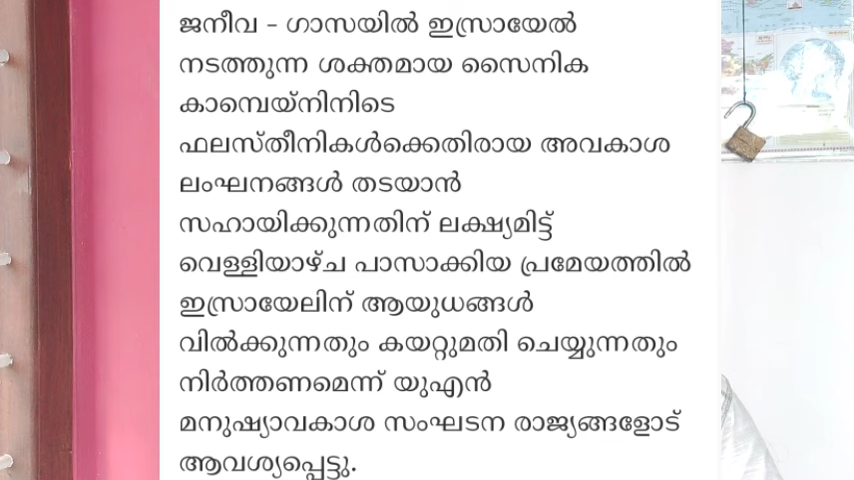 ജനീവ - ഗാസയിൽ ഇസ്രായേൽ
നടത്തുന്ന ശക്തമായ സൈനിക
കാമ്പെയ്‌നിനിടെ
ഫലസ്തീനികൾക്കെതിരായ അവകാശ
ലംഘനങ്ങൾ തടയാൻ
സഹായിക്കുന്നതിന് ലക്ഷ്യമിട്ട്
വെള്ളിയാഴ്ച പാസാക്കിയ പ്രമേയത്തിൽ
ഇസ്രായേലിന് ആയുധങ്ങൾ
വിൽക്കുന്നതും കയറ്റുമതി ചെയ്യുന്നതും
നിർത്തണമെന്ന് യുഎൻ
മനുഷ്യാവകാശ സംഘടന രാജ്യങ്ങളോട്
ആവശ്യപ്പെട്ടു.